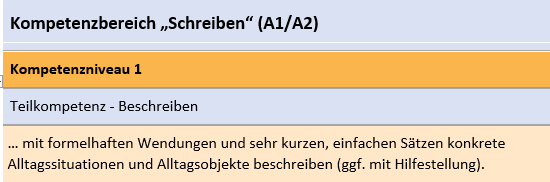 Kompetenzbereich „Schreiben“ (A1/A2)
Kompetenzniveau 1
Teilkompetenz - Beschreiben
... mit formelhaften Wendungen und sehr kurzen, einfachen Sätzen konkrete
Alltagssituationen und Alltagsobjekte beschreiben (ggf. mit Hilfestellung).